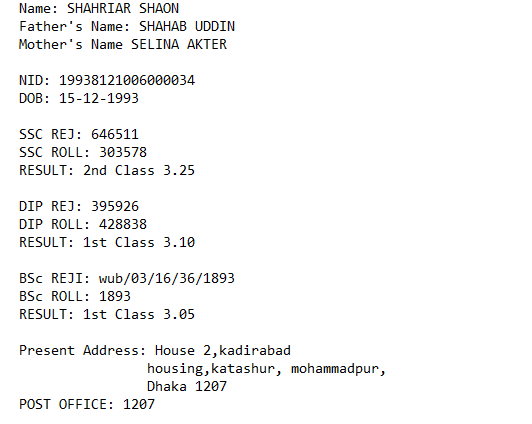 Name: SHAHRIAR SHAON
Father's Name: SHAHAB UDDIN
Mother's Name SELINA AKTER
NID: 19938121006000034
DOB: 15-12-1993
SSC REJ: 646511
SSC ROLL: 303578
RESULT: 2nd Class 3.25
DIP REJ: 395926
DIP ROLL: 428838
RESULT: 1st Class 3.10
BSc REJI: wub/03/16/36/1893
BSc ROLL: 1893
RESULT: 1st Class 3.05
Present Address: House 2,kadirabad
housing,katashur, mohammadpur,
Dhaka 1207
POST OFFICE: 1207